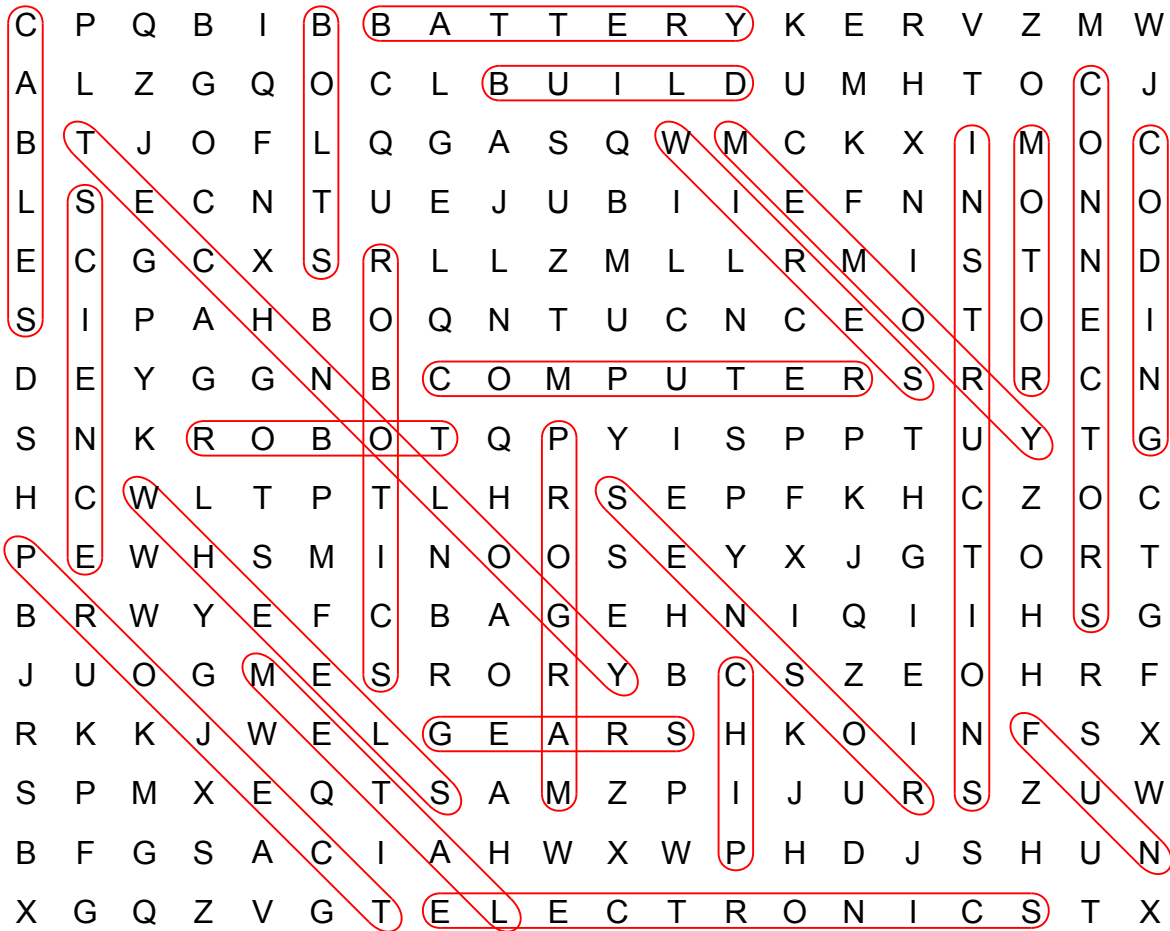 C P Q B I B B A T T E R Y K E R V Z M W
A L Z G Q O C L B U I L D U M H T O C J
B T J O F L Q G A S Q W M C K X I M O C
L S E C N T U E J U B I I E F N N O N O
E C G C X S R L L Z M L L R M I S T N D
S I P A H B O Q N T U C N C E O T O E I
D E Y G G N B C O M P U T E R S R R C N
S N K R O B O T Q P Y I S P P T U Y T G
H C W L T P T L H R S E P F K H C Z O C
P E W H S M I N O O S E Y X J G T O R T
B R W Y E F C B A G E H N I Q I I H S G
J U O G M E S R O R Y B C S Z E O H R F
R K K J W E L G E A R S H K O I N F S X
S P M X E Q T S A M Z P I J U R S Z U W
B F G S A C I A H W X W P H D J S H U N
X G Q Z V G T E L E C T R O N I C S T X